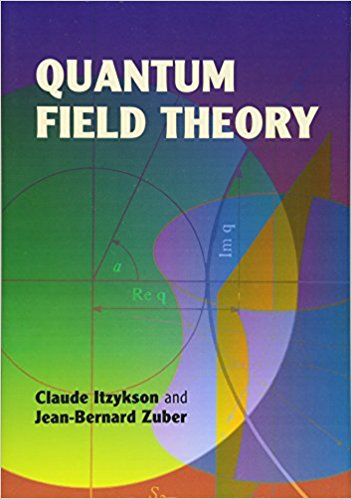 QUANTUM
FIELD THEORY
a
Im q
Re q
Claude Itzykson and
Jean-Bernard Zuber